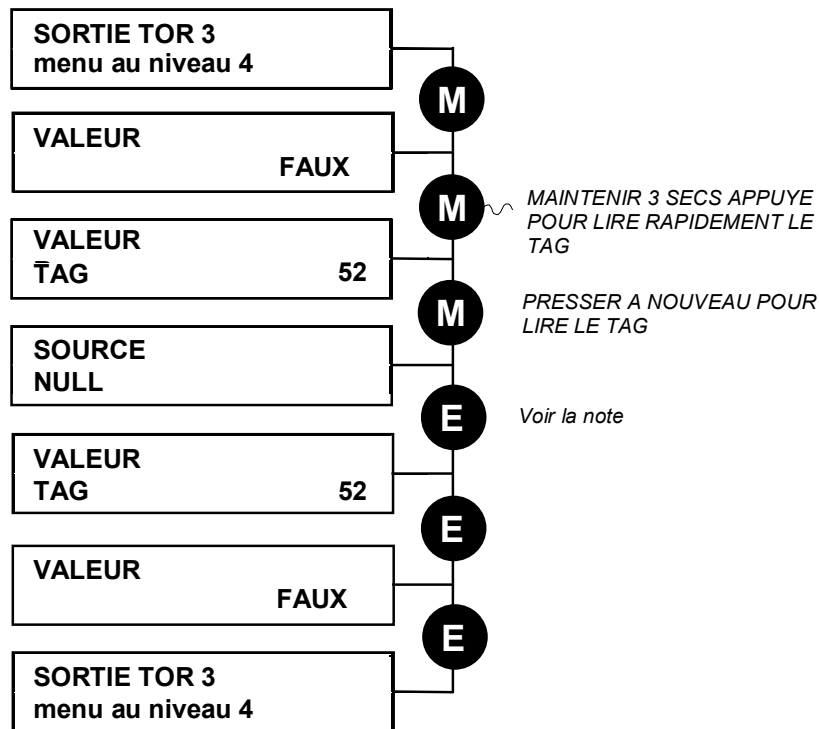 SORTIE TOR 3
menu au niveau 4
M
VALEUR
FAUX
M
MAINTENIR 3 SECS APPUYE
POUR LIRE RAPIDEMENT LE
TAG
VALEUR
TAG 52
M
PRESSER A NOUVEAU POUR
LIRE LE TAG
SOURCE
NULL
E
Voir la note
VALEUR
TAG 52
E
VALEUR
FAUX
E
SORTIE TOR 3
menu au niveau 4